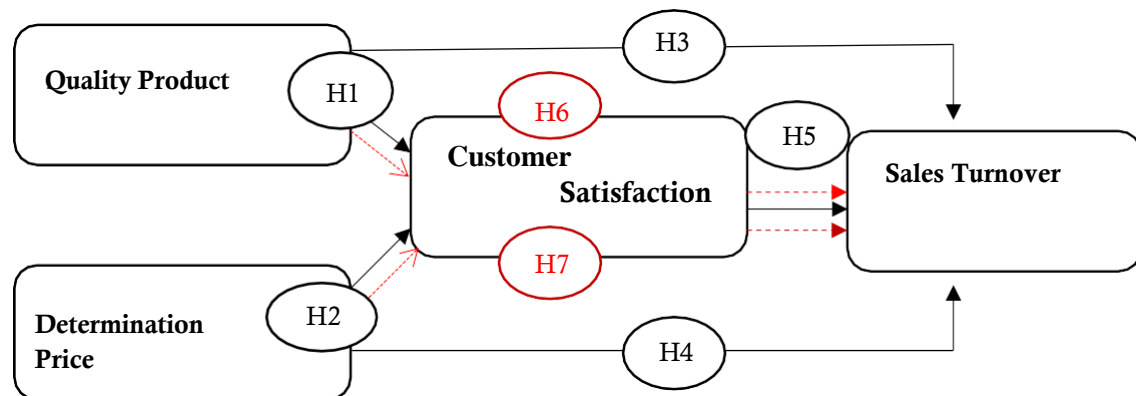 H3
Quality Product
H1
H6
H5
Customer
Satisfaction
Sales Turnover
H7
H2
Determination
Price
H4